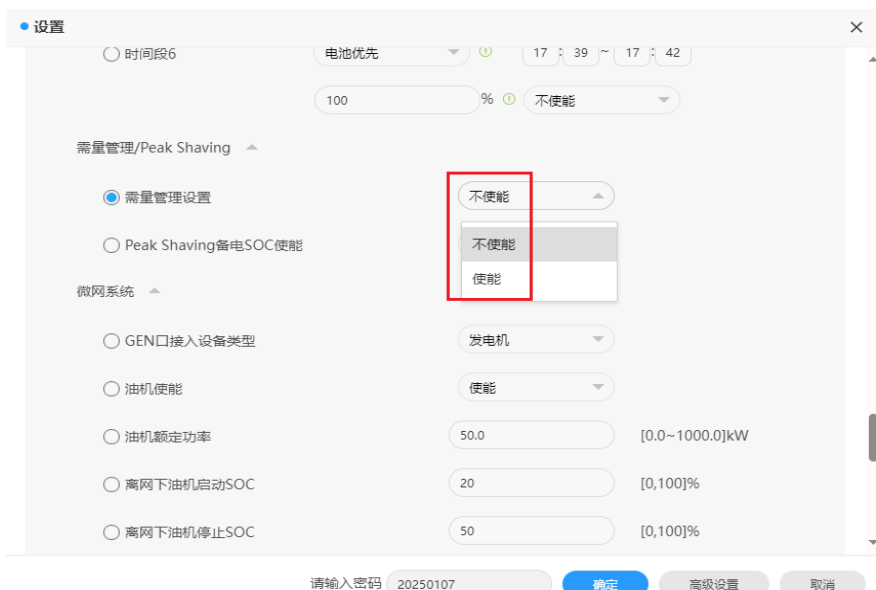 设置
时间段6 电池优先 17 : 39 ~ 17 : 42
100 % 不使能
需量管理/Peak Shaving
需量管理设置 不使能
不使能
Peak Shaving备电SOC使能
使能
微网系统
GEN口接入设备类型 发电机
油机使能 使能
油机额定功率 50.0 [0.0~1000.0]kW
离网下油机启动SOC 20 [0,100]%
离网下油机停止SOC 50 [0,100]%
请输入密码 20250107 确定 高级设置 取消